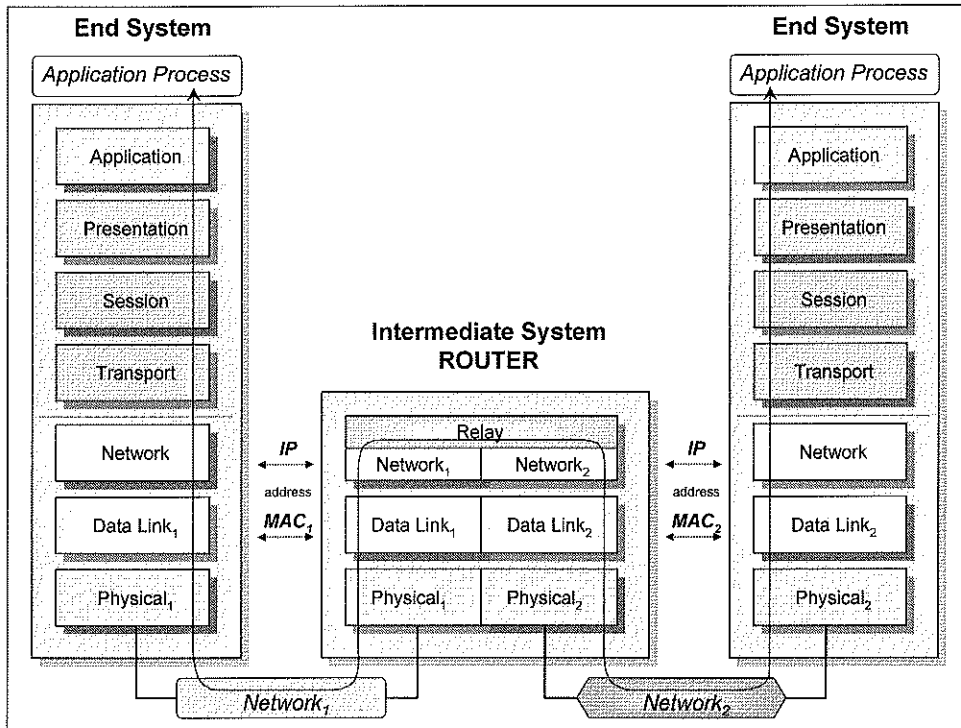 End System
End System
Application Process
Application Process
Application
Application
Presentation
Presentation
Session
Session
Intermediate System
ROUTER
Transport
Transport
Relay
Network
IP
Network₁
Network₂
IP
Network
address
address
Data Link₁
MAC₁
Data Link₁
Data Link₂
MAC₂
Data Link₂
Physical₁
Physical₁
Physical₂
Physical₂
Network₁
Network₂